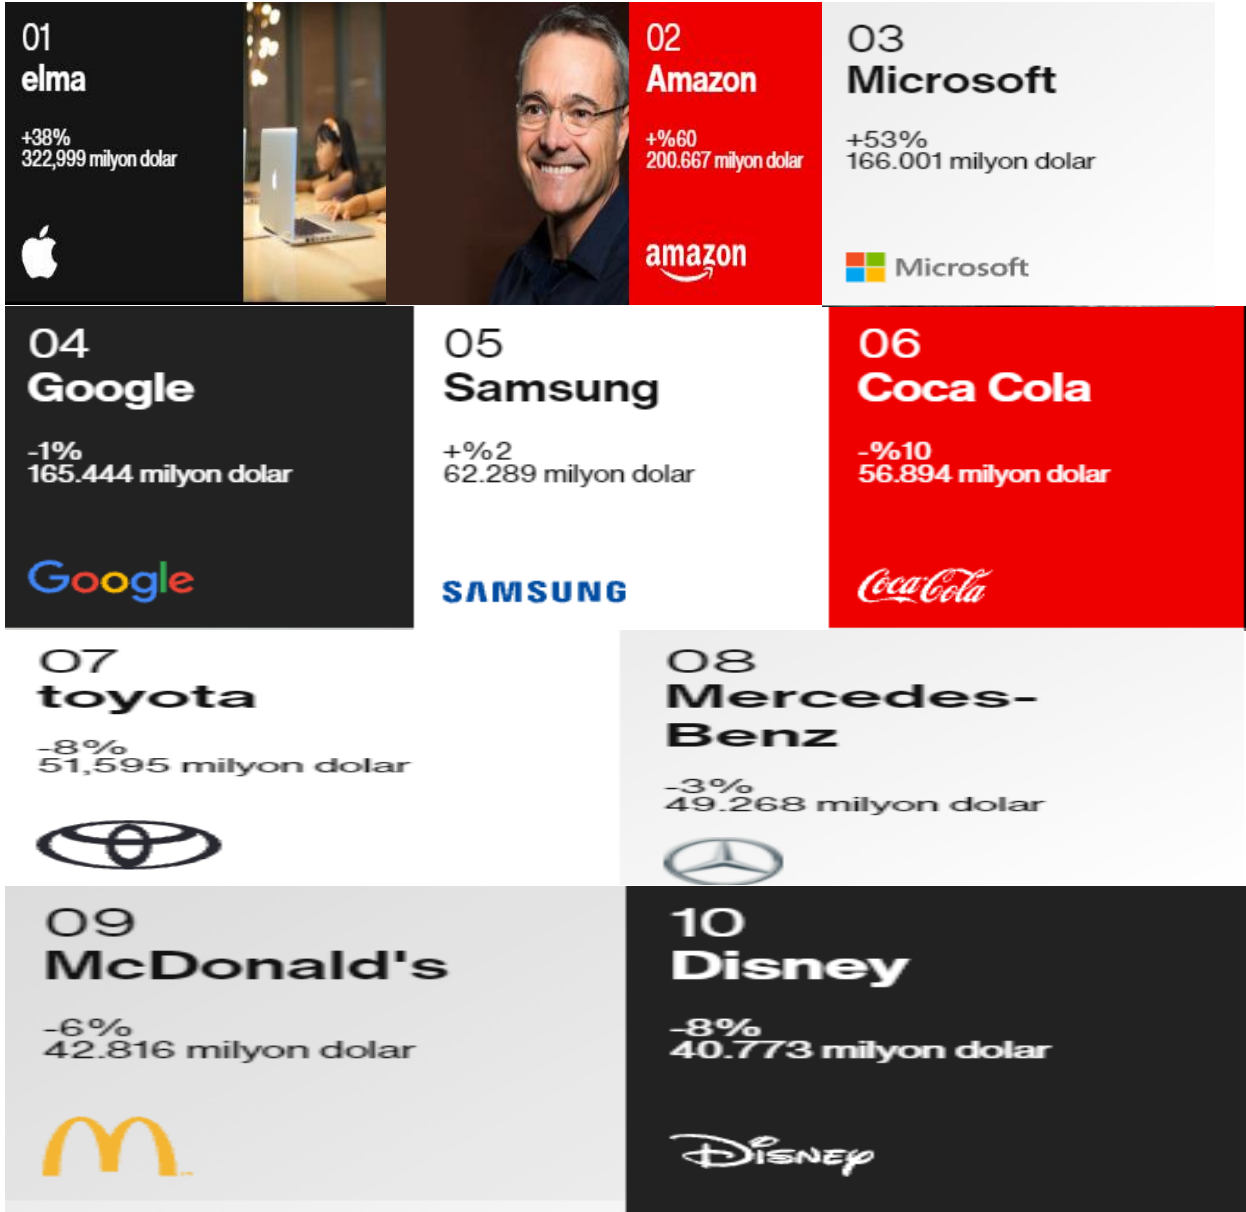 01
elma
+38%
322,999 milyon dolar
02
Amazon
+%60
200.667 milyon dolar
amazon
03
Microsoft
+53%
166.001 milyon dolar
Microsoft
04
Google
-1%
165.444 milyon dolar
Google
05
Samsung
+%2
62.289 milyon dolar
SAMSUNG
06
Coca Cola
-%10
56.894 milyon dolar
Coca-Cola
07
toyota
-8%
51,595 milyon dolar
08
Mercedes-
Benz
-3%
49.268 milyon dolar
09
McDonald's
-6%
42.816 milyon dolar
10
Disney
-8%
40.773 milyon dolar
Disney